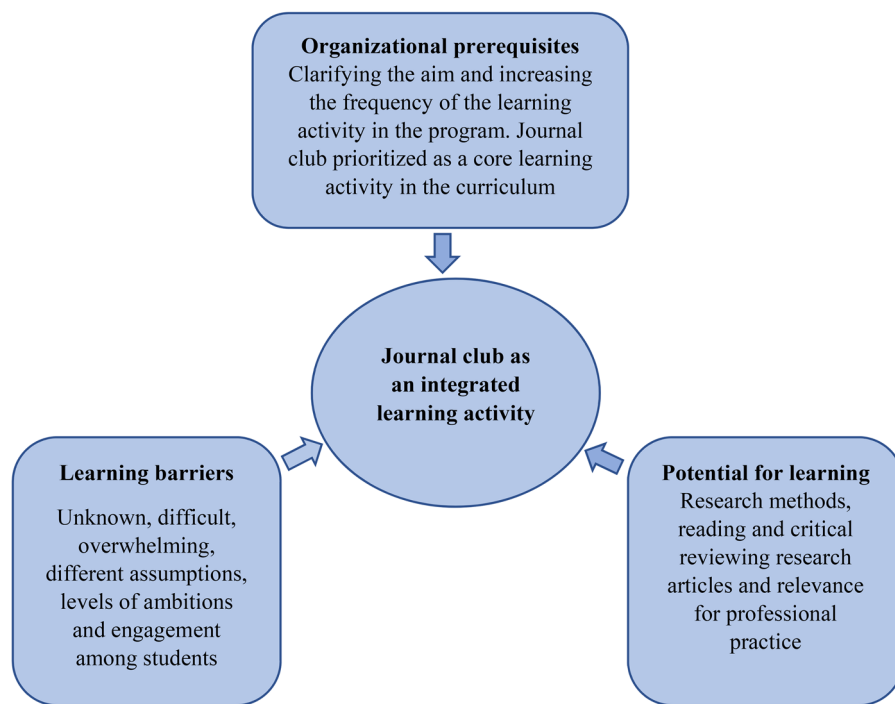 Organizational prerequisites
Clarifying the aim and increasing
the frequency of the learning
activity in the program. Journal
club prioritized as a core learning
activity in the curriculum
Journal club as
an integrated
learning activity
Learning barriers
Unknown, difficult,
overwhelming,
different assumptions,
levels of ambitions
and engagement
among students
Potential for learning
Research methods,
reading and critical
reviewing research
articles and relevance
for professional
practice